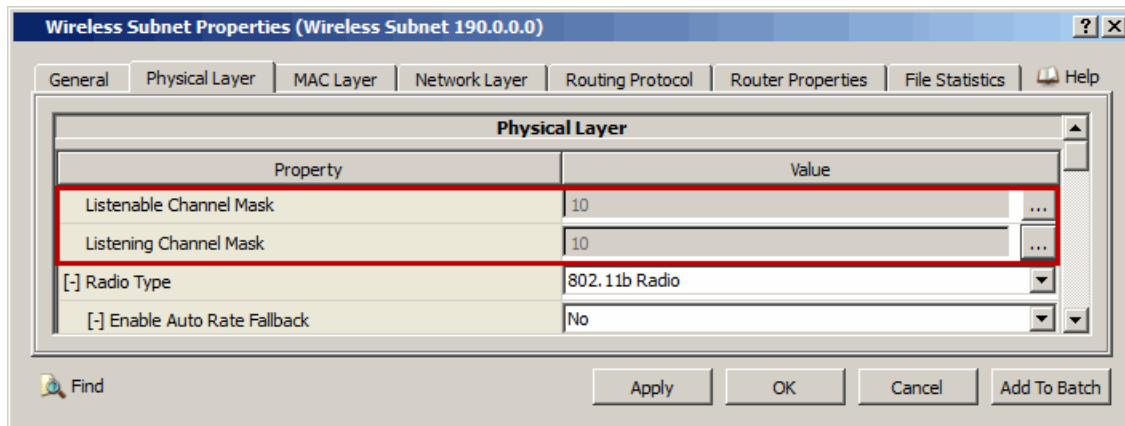 Wireless Subnet Properties (Wireless Subnet 190.0.0.0)
General Physical Layer MAC Layer Network Layer Routing Protocol Router Properties File Statistics Help
Physical Layer
Property Value
Listenable Channel Mask 10 ...
Listening Channel Mask 10 ...
[-] Radio Type 802.11b Radio
[-] Enable Auto Rate Fallback No
Find Apply OK Cancel Add To Batch